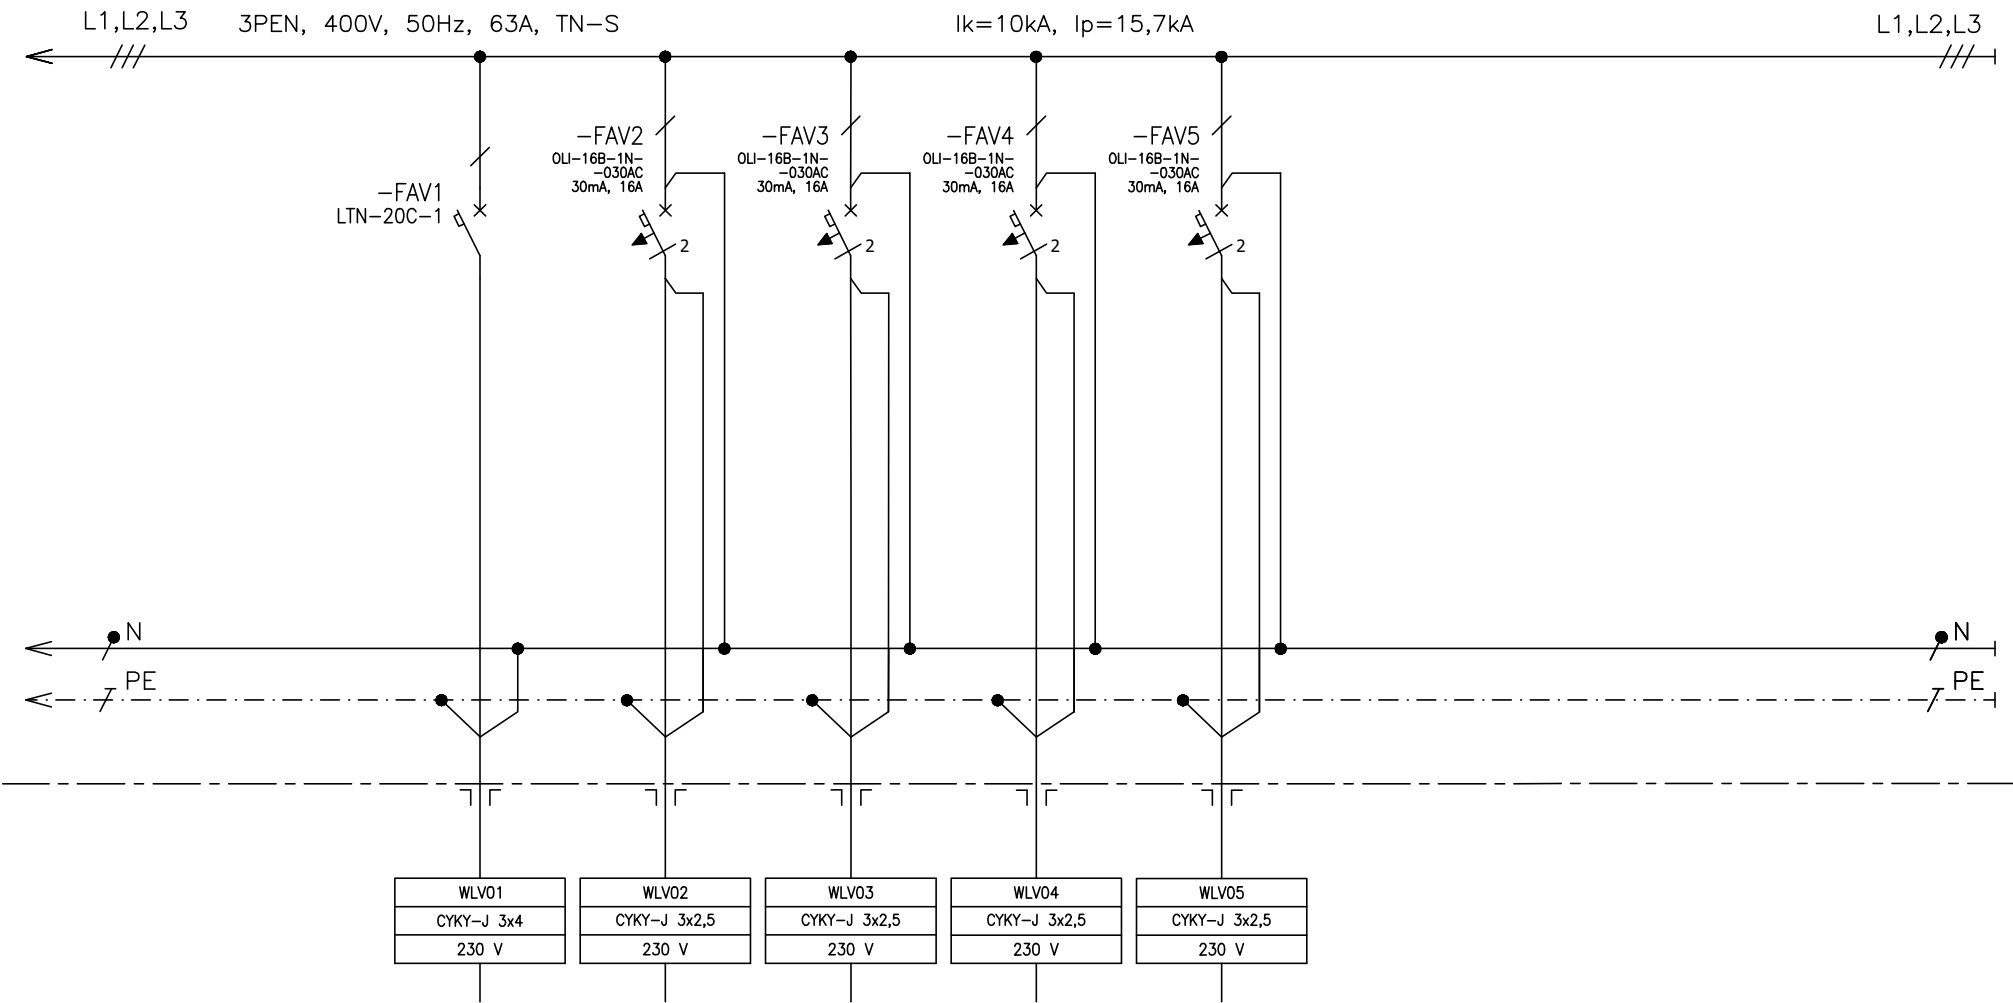 L1,L2,L3 3PEN, 400V, 50Hz, 63A, TN-S Ik=10kA, Ip=15,7kA L1,L2,L3
-FAV1
LTN-20C-1
-FAV2
OLI-16B-1N-
-030AC
30mA, 16A
2
-FAV3
OLI-16B-1N-
-030AC
30mA, 16A
2
-FAV4
OLI-16B-1N-
-030AC
30mA, 16A
2
-FAV5
OLI-16B-1N-
-030AC
30mA, 16A
2
N N
PE PE
WLV01
CYKY-J 3x4
230 V
WLV02
CYKY-J 3x2,5
230 V
WLV03
CYKY-J 3x2,5
230 V
WLV04
CYKY-J 3x2,5
230 V
WLV05
CYKY-J 3x2,5
230 V